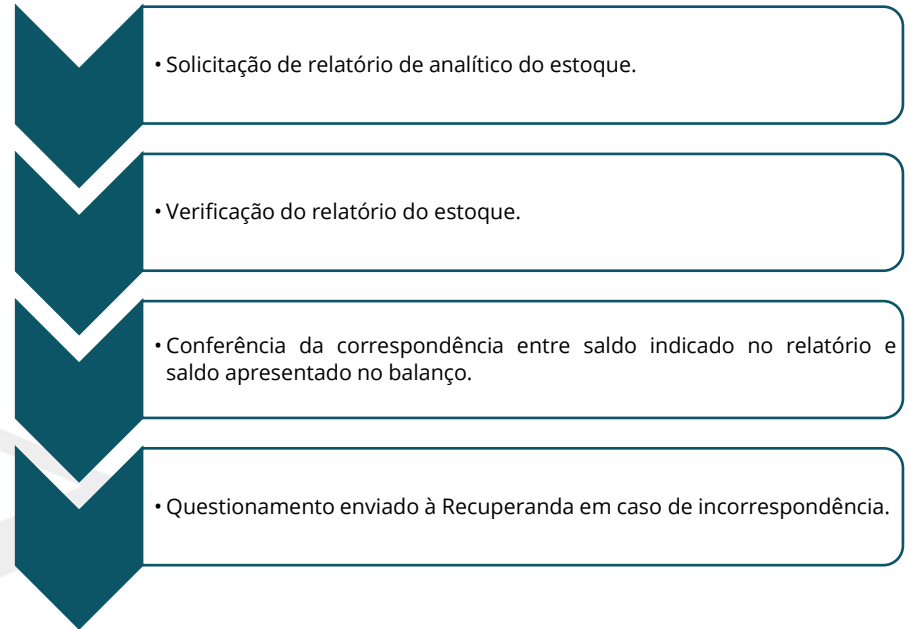 • Solicitação de relatório de analítico do estoque.
• Verificação do relatório do estoque.
• Conferência da correspondência entre saldo indicado no relatório e
saldo apresentado no balanço.
• Questionamento enviado à Recuperanda em caso de incorrespondência.